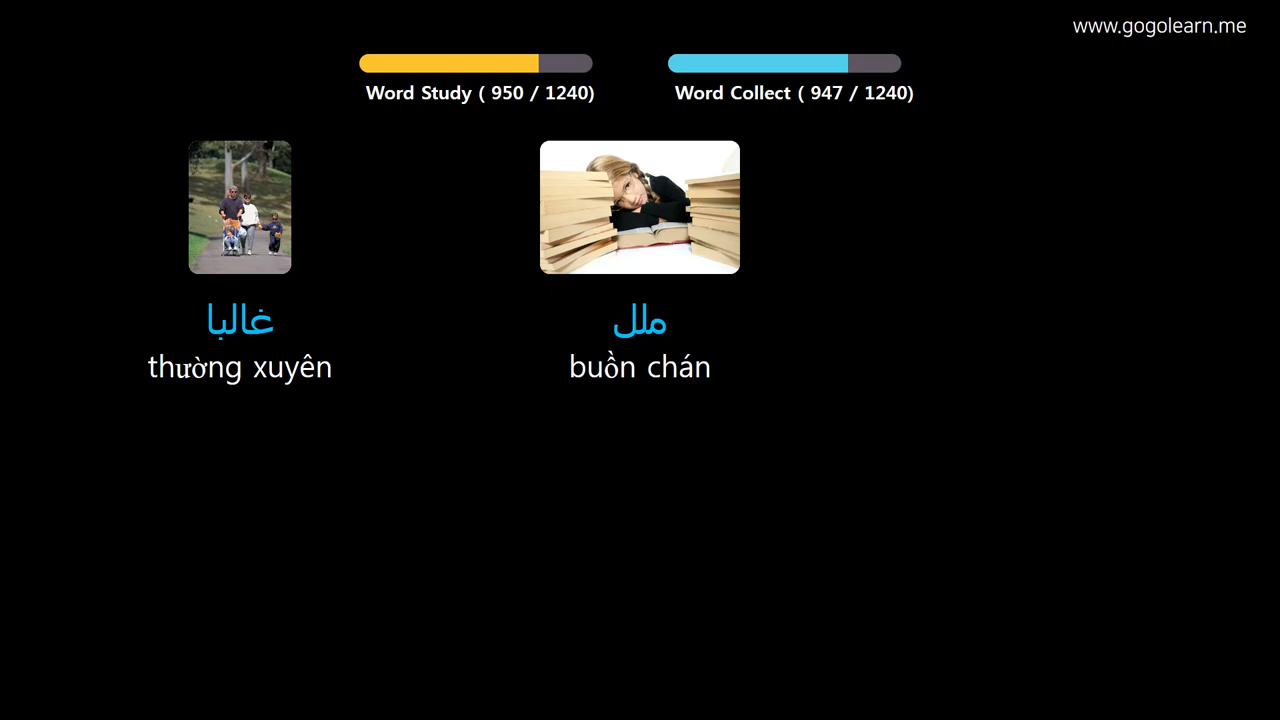 www.gogolearn.me
Word Study ( 950 / 1240)
Word Collect ( 947 / 1240)
غالبا
thường xuyên
ملل
buồn chán